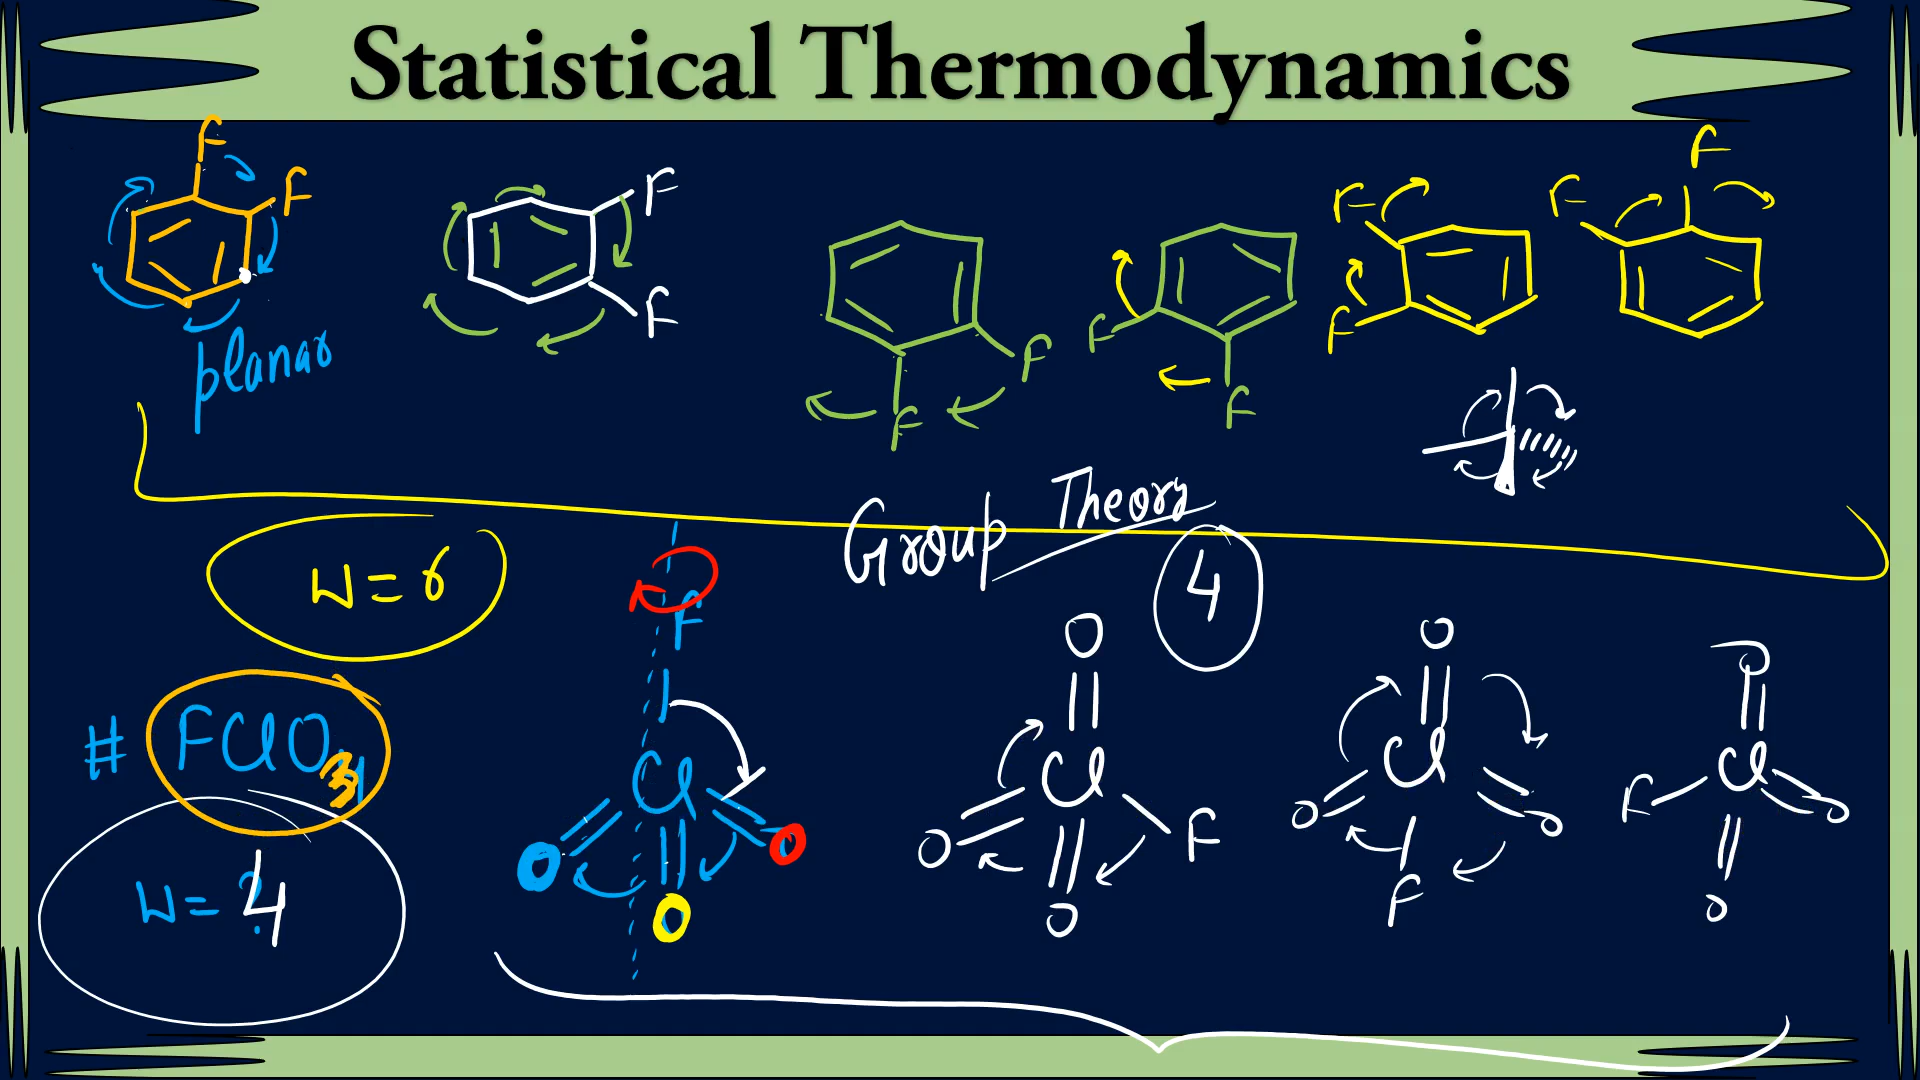 Statistical Thermodynamics
F
F
planar
F
F
F
F
F
F
F
F
F
F
Group Theory
W = 6
4
# FClO3
W = 4
F
Cl
O
O
O
O
Cl
O
F
O
O
Cl
O
O
F
O
Cl
F
O
O